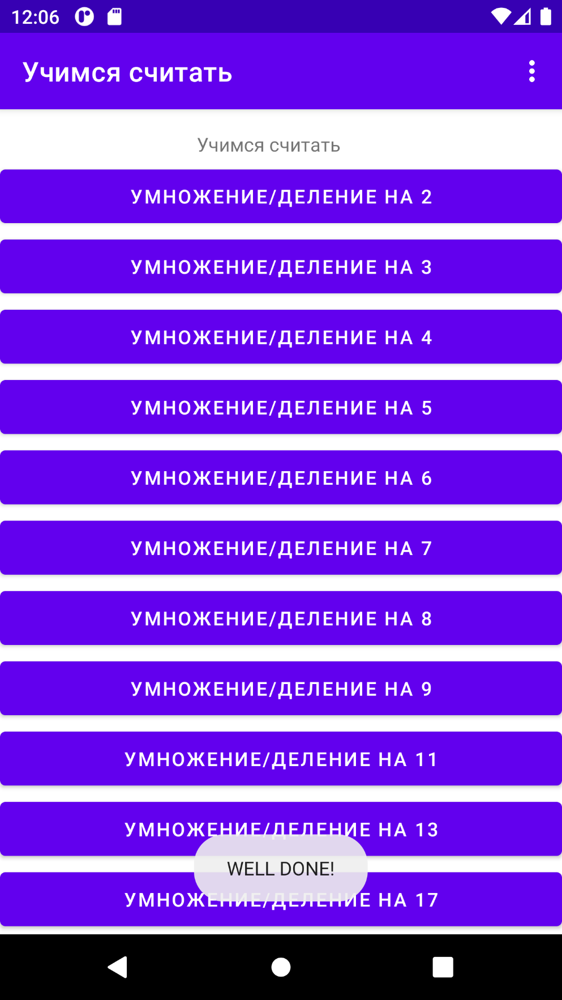 12:06
Учимся считать
Учимся считать
УМНОЖЕНИЕ/ДЕЛЕНИЕ НА 2
УМНОЖЕНИЕ/ДЕЛЕНИЕ НА 3
УМНОЖЕНИЕ/ДЕЛЕНИЕ НА 4
УМНОЖЕНИЕ/ДЕЛЕНИЕ НА 5
УМНОЖЕНИЕ/ДЕЛЕНИЕ НА 6
УМНОЖЕНИЕ/ДЕЛЕНИЕ НА 7
УМНОЖЕНИЕ/ДЕЛЕНИЕ НА 8
УМНОЖЕНИЕ/ДЕЛЕНИЕ НА 9
УМНОЖЕНИЕ/ДЕЛЕНИЕ НА 11
УМНОЖЕНИЕ/ДЕЛЕНИЕ НА 13
WELL DONE!
УМНОЖЕНИЕ/ДЕЛЕНИЕ НА 17